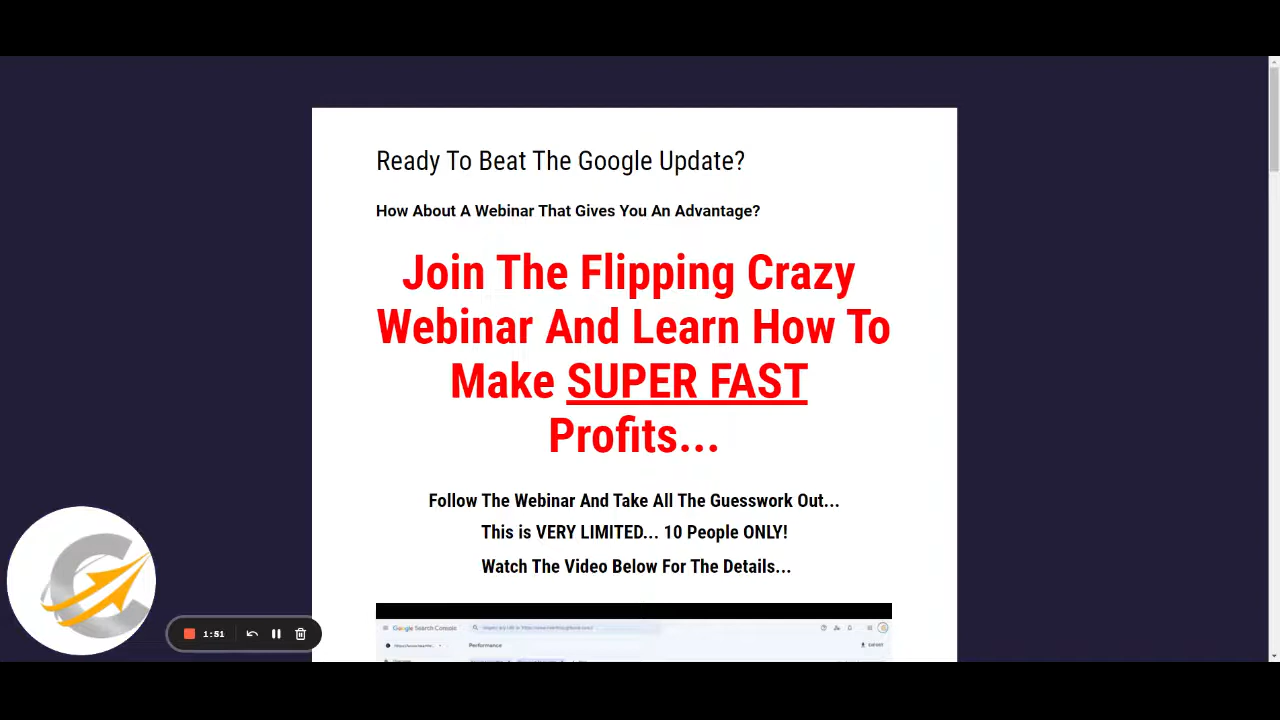 Ready To Beat The Google Update?
How About A Webinar That Gives You An Advantage?
Join The Flipping Crazy
Webinar And Learn How To
Make SUPER FAST
Profits...
Follow The Webinar And Take All The Guesswork Out...
This is VERY LIMITED... 10 People ONLY!
Watch The Video Below For The Details...
Google Search Console
Performance
EXPORT
1:51